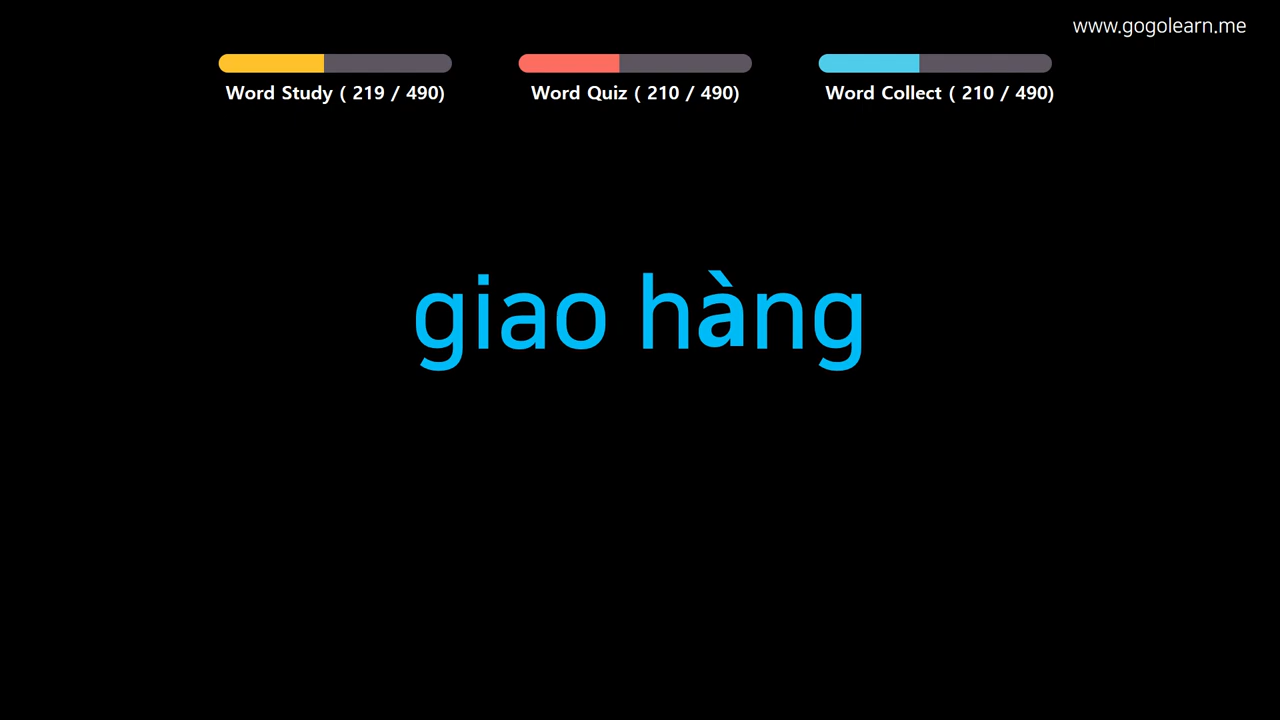 www.gogolearn.me
Word Study ( 219 / 490)
Word Quiz ( 210 / 490)
Word Collect ( 210 / 490)
giao hàng